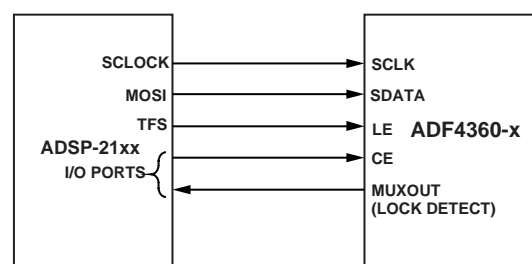 SCLOCK
MOSI
TFS
ADSP-21xx
I/O PORTS
SCLK
SDATA
LE
ADF4360-x
CE
MUXOUT
(LOCK DETECT)